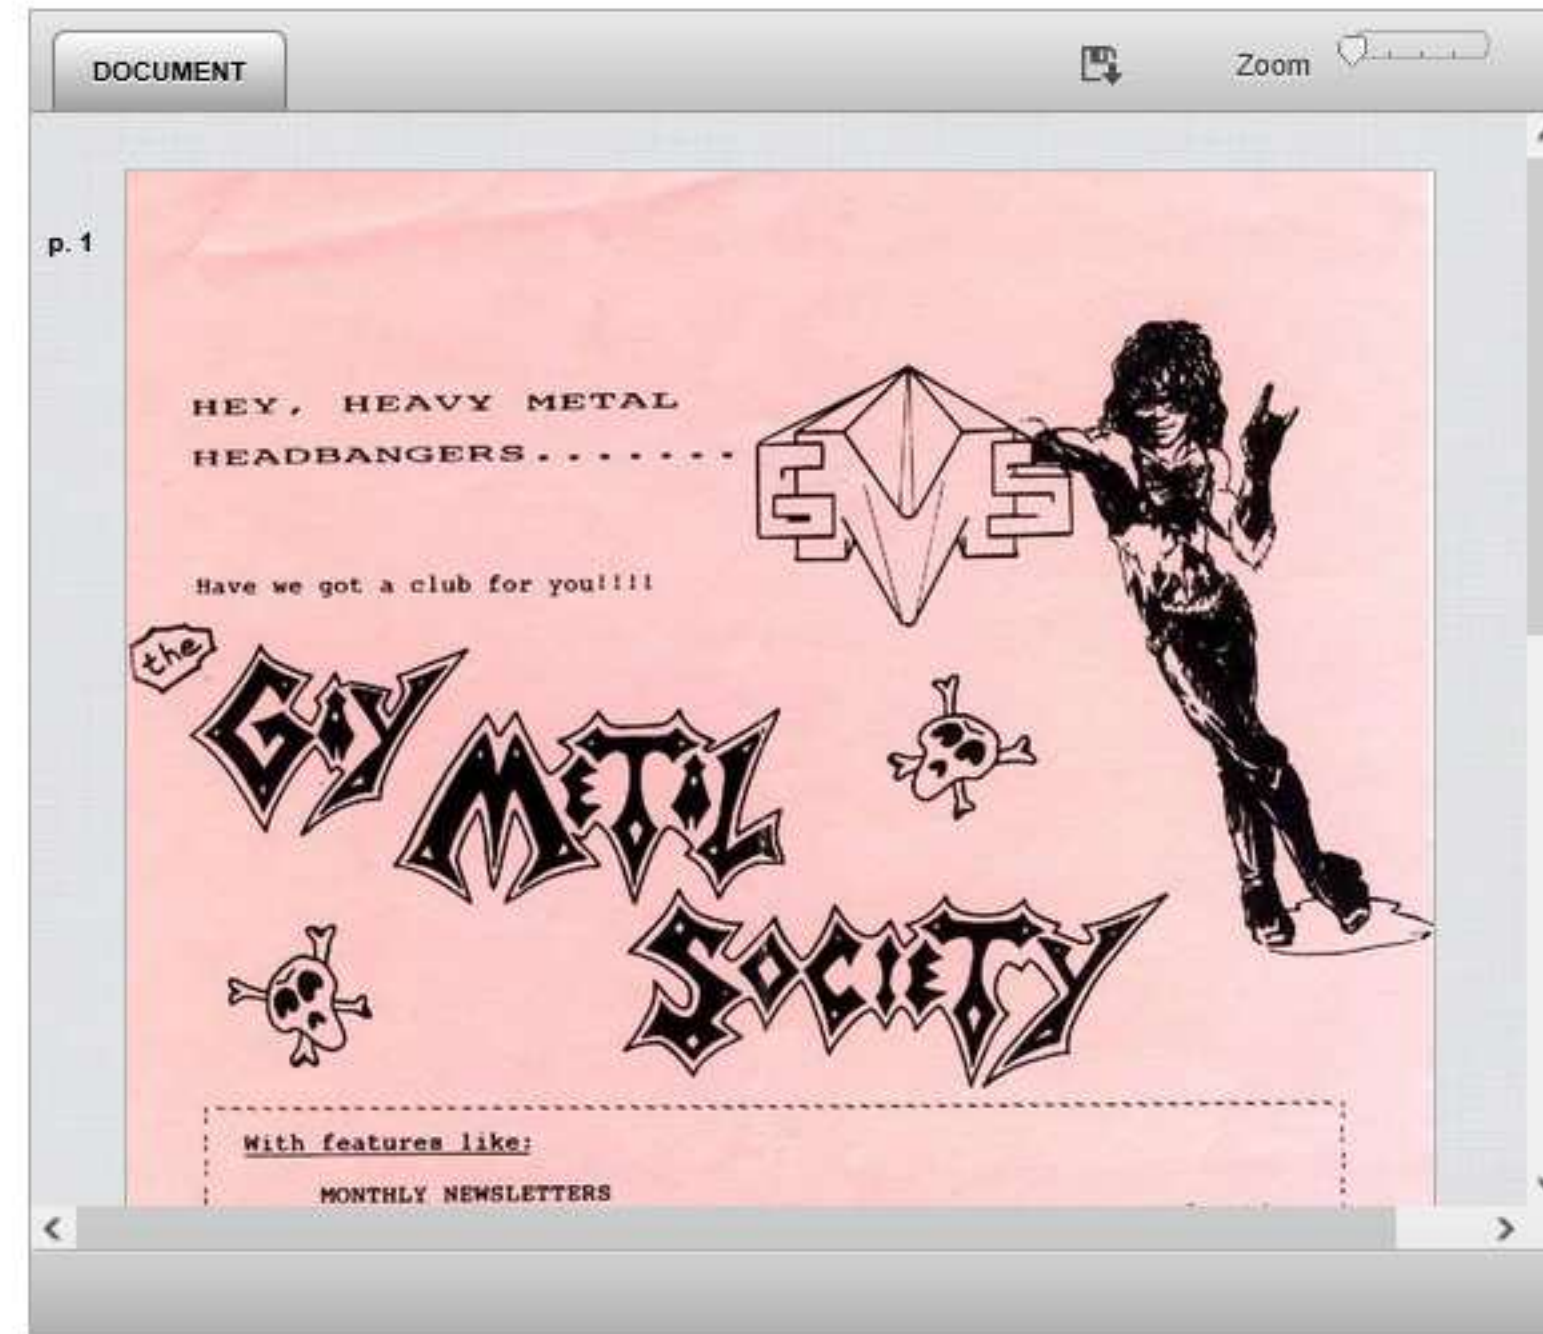 DOCUMENT
Zoom
p. 1
HEY, HEAVY METAL
HEADBANGERS.......
GMS
Have we got a club for you!!!!
the
GAY
METAL
SOCIETY
With features like:
MONTHLY NEWSLETTERS